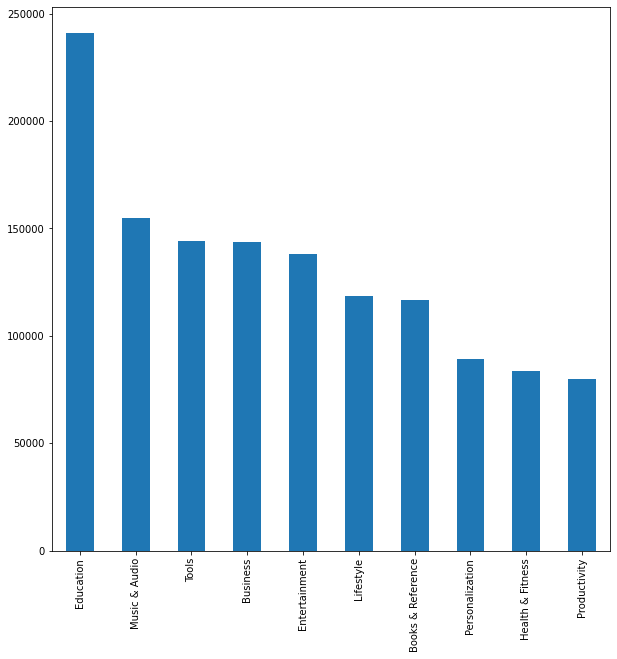 250000
200000
150000
100000
50000
0
Education
Music & Audio
Tools
Business
Entertainment
Lifestyle
Books & Reference
Personalization
Health & Fitness
Productivity